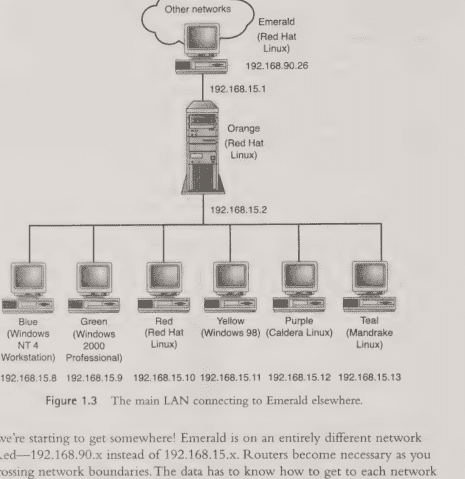 Other networks
Emerald
(Red Hat
Linux)
192.168.90.26
192.168.15.1
Orange
(Red Hat
Linux)
192.168.15.2
Blue
(Windows
NT 4
Workstation)
Green
(Windows
2000
Professional)
Red
(Red Hat
Linux)
Yellow
(Windows 98)
Purple
(Caldera Linux)
Teal
(Mandrake
Linux)
192.168.15.8 192.168.15.9 192.168.15.10 192.168.15.11 192.168.15.12 192.168.15.13
Figure 1.3 The main LAN connecting to Emerald elsewhere.
we're starting to get somewhere! Emerald is on an entirely different network
ed—192.168.90.x instead of 192.168.15.x. Routers become necessary as you
rossing network boundaries. The data has to know how to get to each network